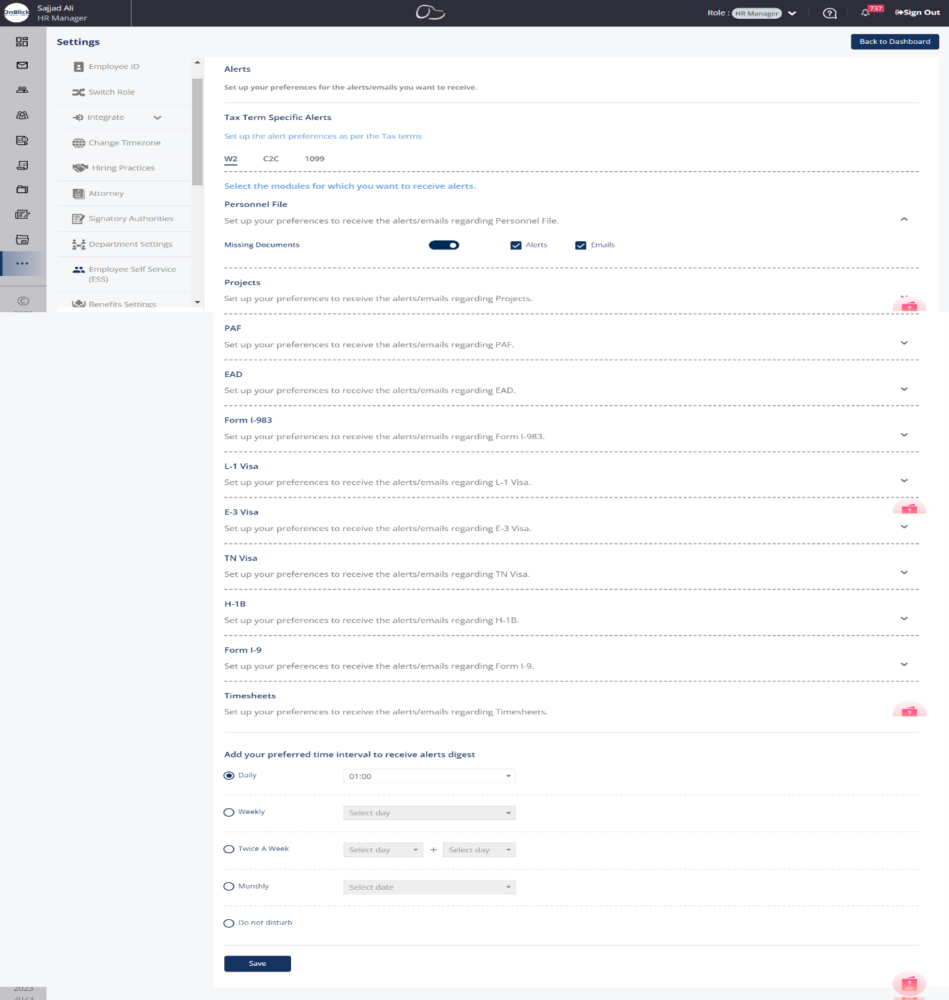 OnBlick
Sajjad Ali
HR Manager
Role : HR Manager
737
Sign Out
Settings
Back to Dashboard
Employee ID
Switch Role
Integrate
Change Timezone
Hiring Practices
Attorney
Signatory Authorities
Department Settings
Employee Self Service
(ESS)
Benefits Settings
Alerts
Set up your preferences for the alerts/emails you want to receive.
Tax Term Specific Alerts
Set up the alert preferences as per the Tax terms
W2 C2C 1099
Select the modules for which you want to receive alerts.
Personnel File
Set up your preferences to receive the alerts/emails regarding Personnel File.
Missing Documents Alerts Emails
Projects
Set up your preferences to receive the alerts/emails regarding Projects.
PAF
Set up your preferences to receive the alerts/emails regarding PAF.
EAD
Set up your preferences to receive the alerts/emails regarding EAD.
Form I-983
Set up your preferences to receive the alerts/emails regarding Form I-983.
L-1 Visa
Set up your preferences to receive the alerts/emails regarding L-1 Visa.
E-3 Visa
Set up your preferences to receive the alerts/emails regarding E-3 Visa.
TN Visa
Set up your preferences to receive the alerts/emails regarding TN Visa.
H-1B
Set up your preferences to receive the alerts/emails regarding H-1B.
Form I-9
Set up your preferences to receive the alerts/emails regarding Form I-9.
Timesheets
Set up your preferences to receive the alerts/emails regarding Timesheets.
Add your preferred time interval to receive alerts digest
Daily 01:00
Weekly Select day
Twice A Week Select day + Select day
Monthly Select date
Do not disturb
Save
©
2023
2023